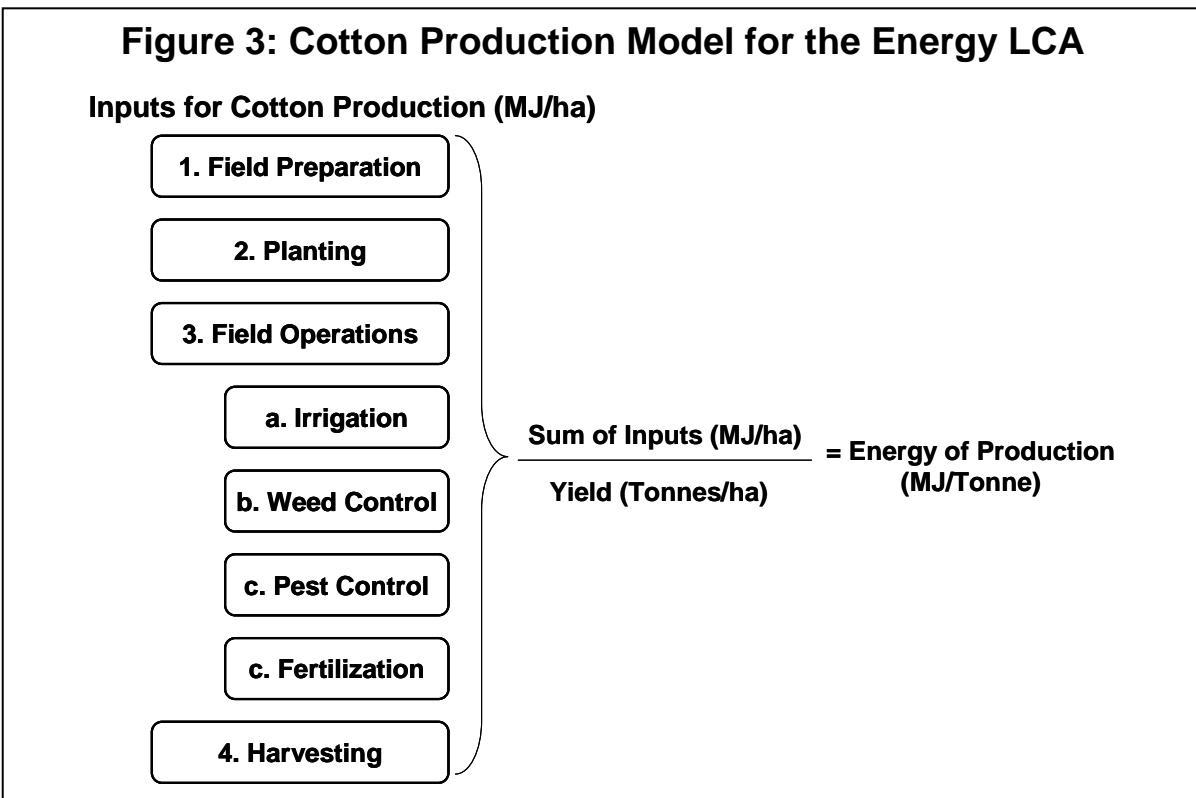 Figure 3: Cotton Production Model for the Energy LCA
Inputs for Cotton Production (MJ/ha)
1. Field Preparation
2. Planting
3. Field Operations
a. Irrigation
b. Weed Control
c. Pest Control
c. Fertilization
4. Harvesting
Sum of Inputs (MJ/ha)
Yield (Tonnes/ha)
= Energy of Production
(MJ/Tonne)